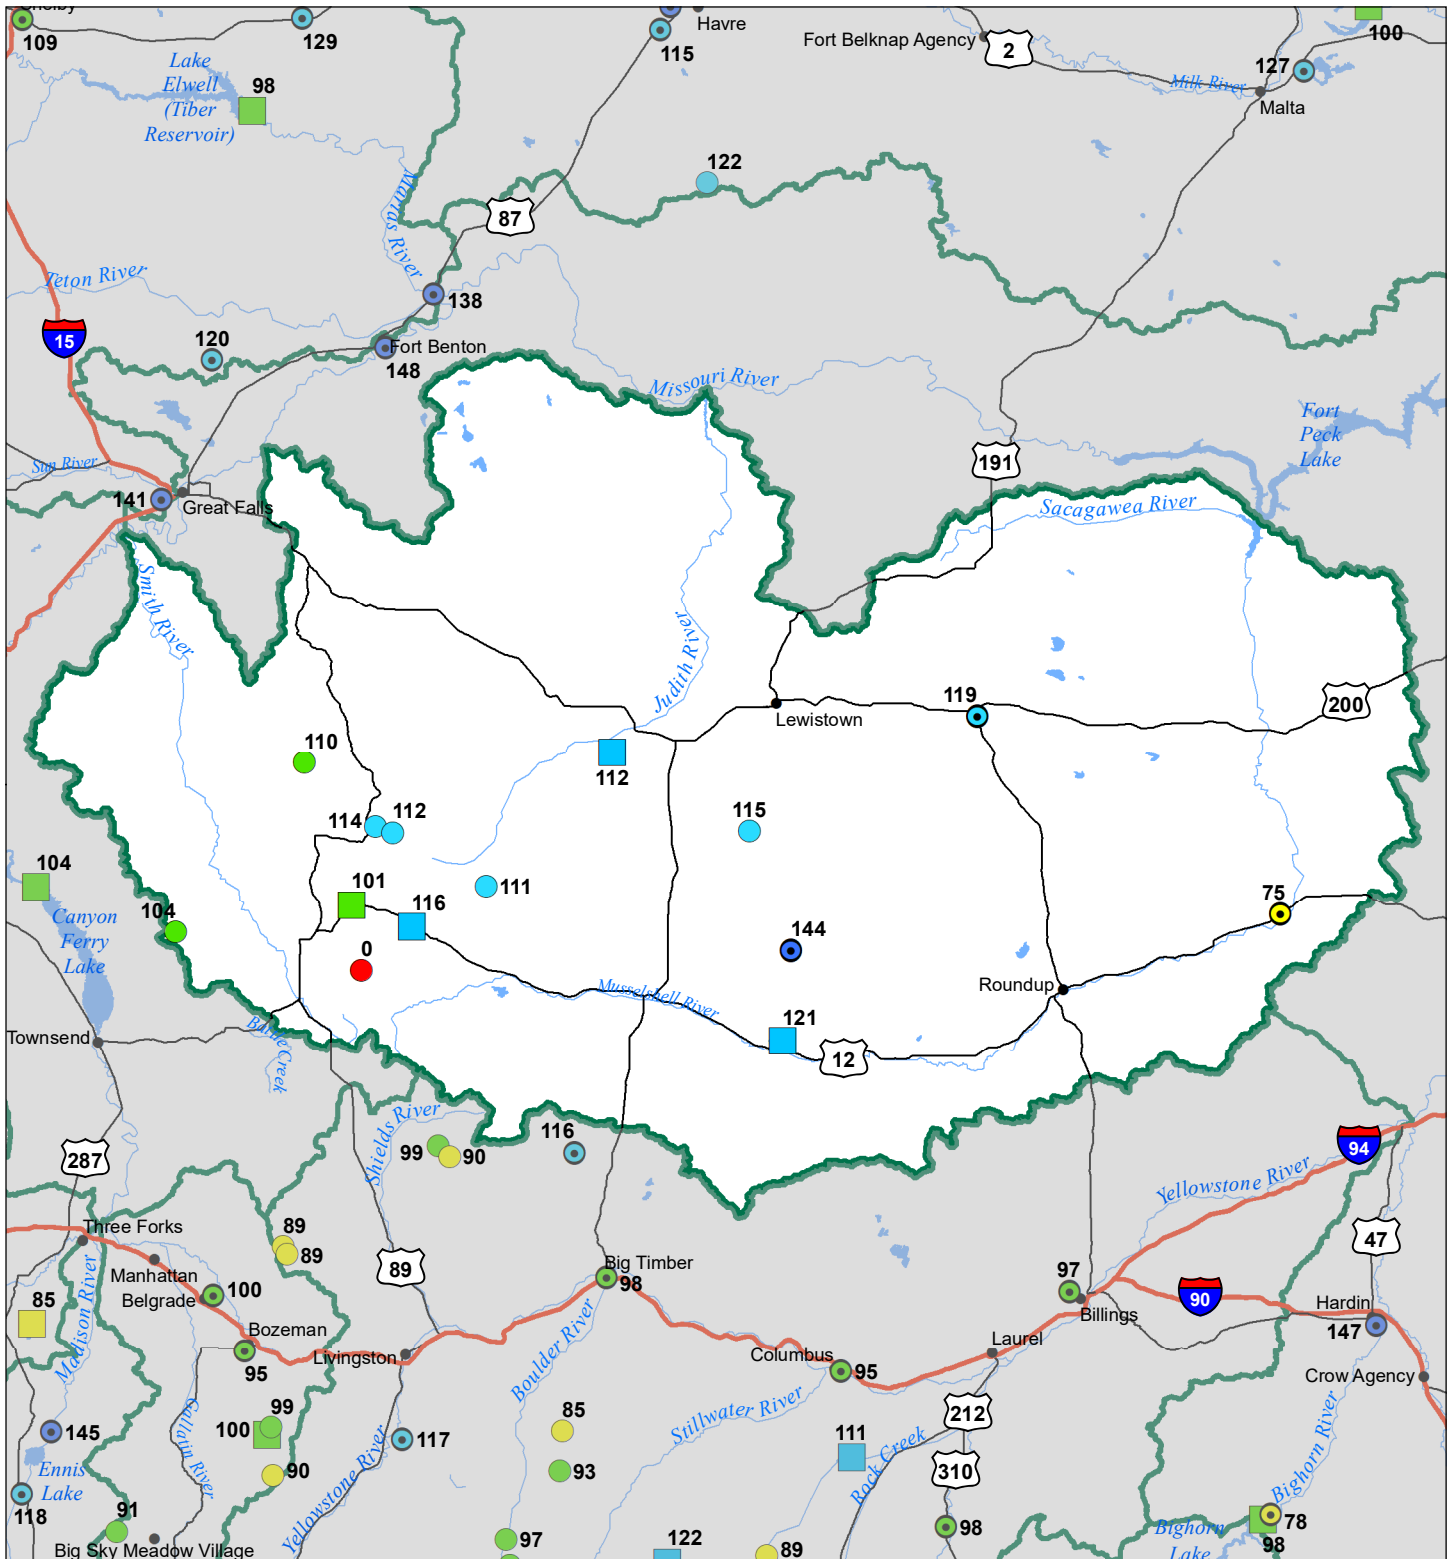 Shelby
109
129
Havre
115
Fort Belknap Agency
2
100
127
Milk River
Malta
Lake
Elwell
(Tiber
Reservoir)
98
122
Marias River
87
Teton River
138
15
120
Fort Benton
148
Missouri River
Fort
Peck
Lake
191
Sun River
141
Great Falls
Sacagawea River
Smith River
Judith River
119
200
Lewistown
110
112
114
112
115
111
104
Canyon
Ferry
Lake
104
101
116
75
0
144
Roundup
Musselshell River
121
12
Townsend
Battle Creek
Shields River
99
90
116
287
94
Yellowstone River
Three Forks
89
89
Manhattan
Belgrade
100
89
Big Timber
98
97
90
47
Billings
Hardin
147
85
Madison River
Bozeman
95
Livingston
Boulder River
Columbus
95
Laurel
Crow Agency
99
100
Gallatin River
90
145
Ennis
Lake
118
91
Big Sky Meadow Village
117
Yellowstone River
85
93
97
Stillwater River
212
111
Rock Creek
310
98
122
89
Bighorn River
78
98
Bighorn
Lake